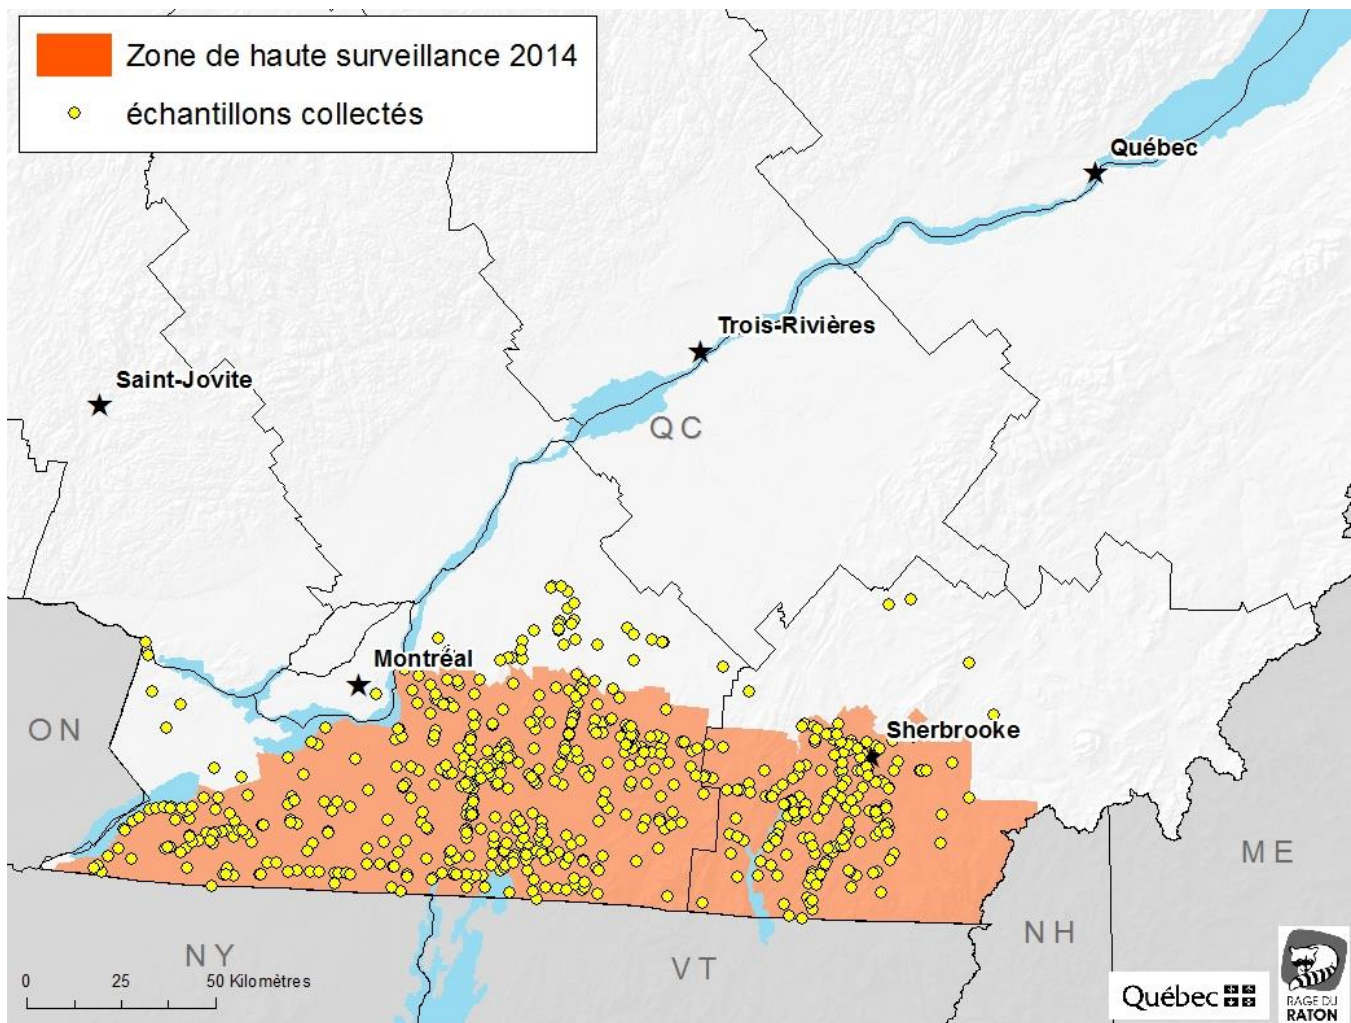 Zone de haute surveillance 2014
échantillons collectés
Québec
Trois-Rivières
Saint-Jovite
QC
Montréal
ON
Sherbrooke
ME
NH
NY
VT
0 25 50 Kilomètres
Québec
RAGE DU
RATON